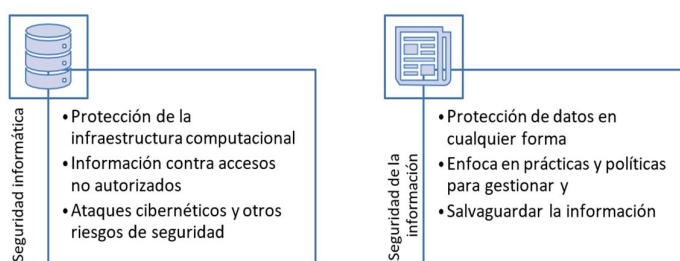 Seguridad informática
• Protección de la
infraestructura computacional
• Información contra accesos
no autorizados
• Ataques cibernéticos y otros
riesgos de seguridad
Seguridad de la
información
• Protección de datos en
cualquier forma
• Enfoca en prácticas y políticas
para gestionar y
• Salvaguardar la información